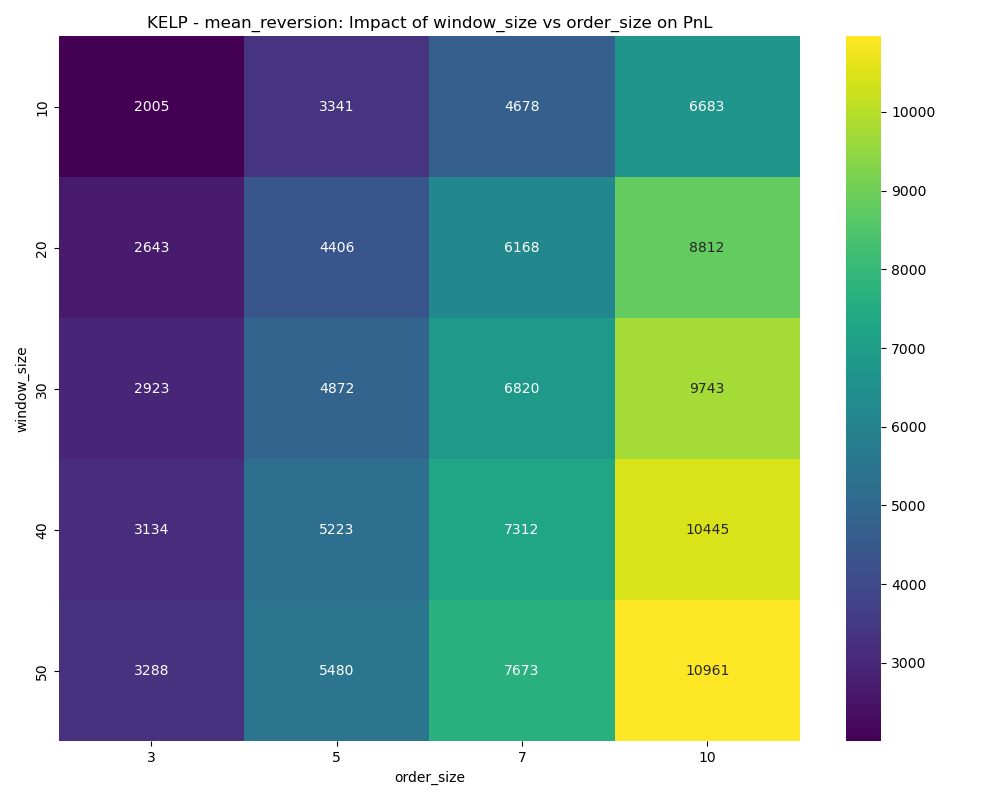 KELP - mean_reversion: Impact of window_size vs order_size on PnL
10 2005 3341 4678 6683
20 2643 4406 6168 8812
30 2923 4872 6820 9743
40 3134 5223 7312 10445
50 3288 5480 7673 10961
3 5 7 10
order_size
window_size
10000
9000
8000
7000
6000
5000
4000
3000